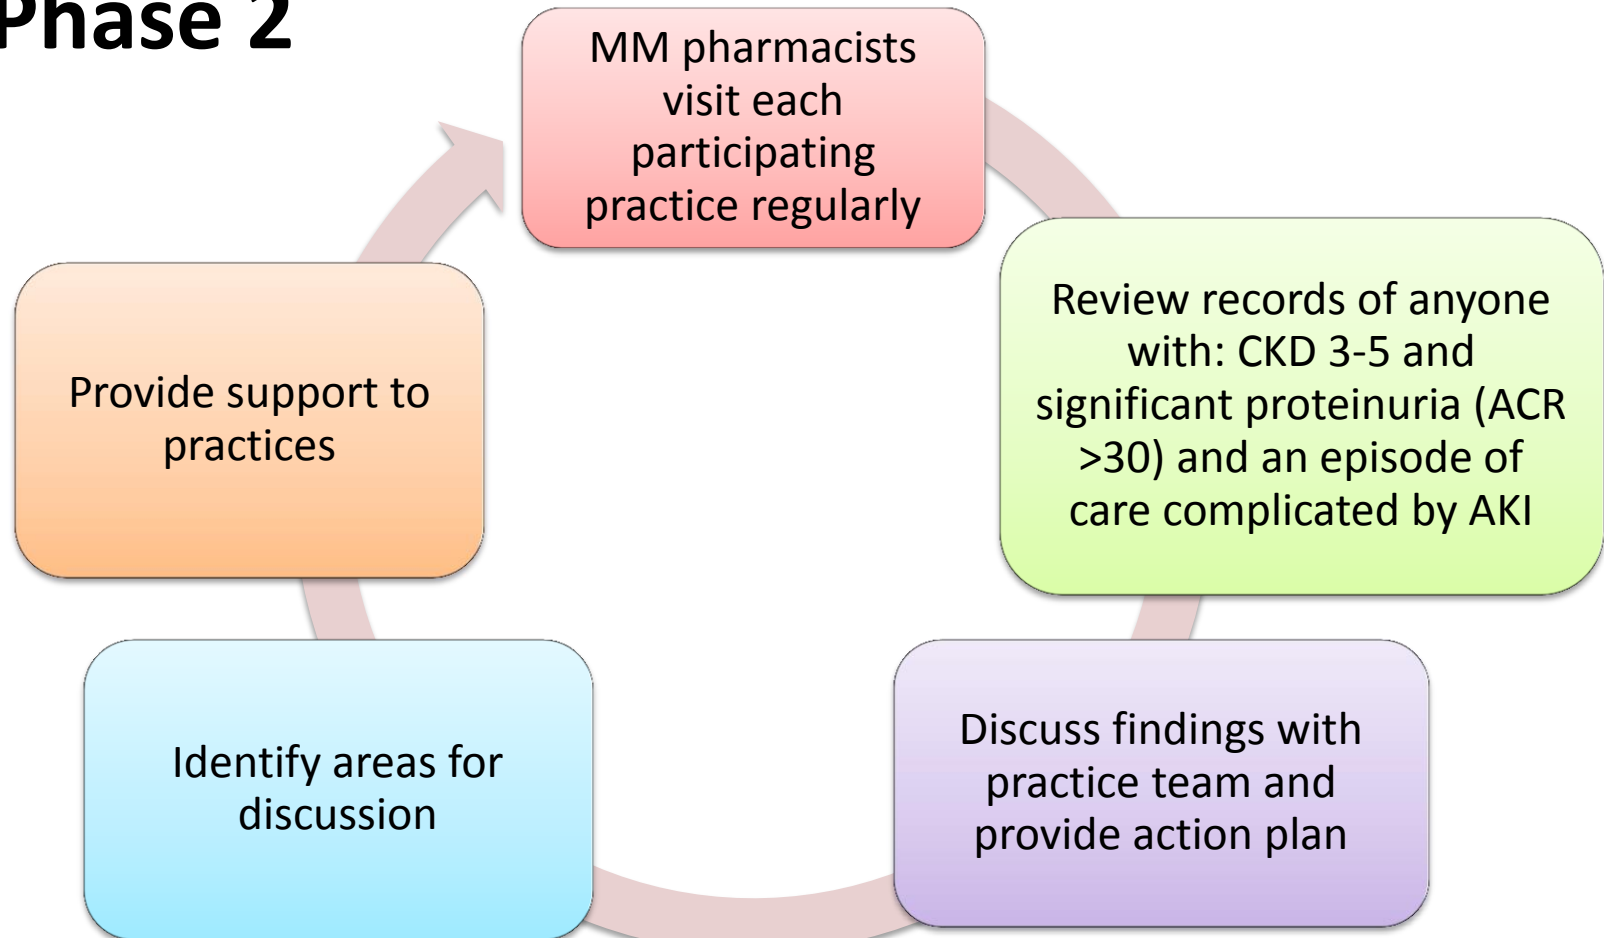 Phase 2
MM pharmacists
visit each
participating
practice regularly
Review records of anyone
with: CKD 3-5 and
significant proteinuria (ACR
>30) and an episode of
care complicated by AKI
Discuss findings with
practice team and
provide action plan
Identify areas for
discussion
Provide support to
practices